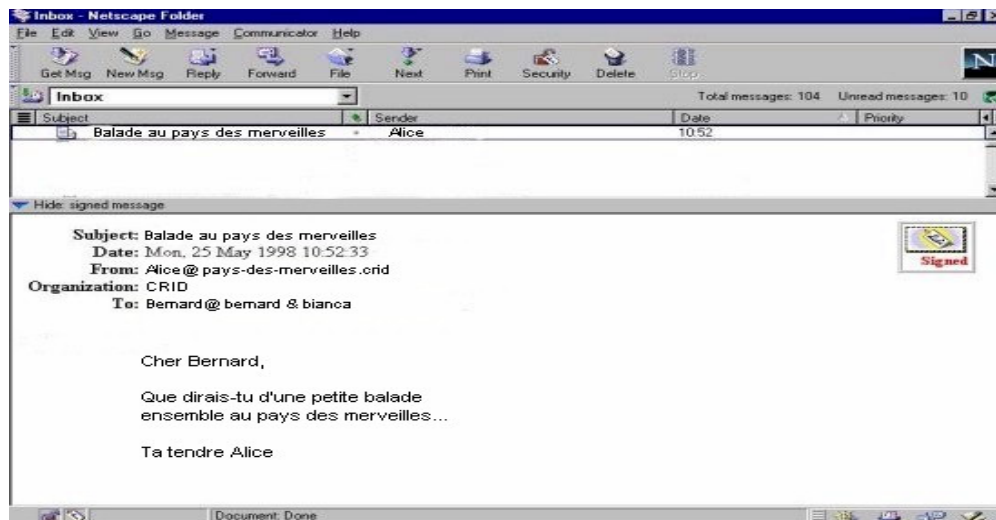 Inbox - Netscape Folder
File Edit View Go Message Communicator Help
Get Msg New Msg Reply Forward File Next Print Security Delete Stop
N
Inbox Total messages: 104 Unread messages: 10
Subject Sender Date Priority
Balade au pays des merveilles Alice 10:52
Hide: signed message
Subject: Balade au pays des merveilles
Date: Mon, 25 May 1998 10:52:33
From: Alice@pays-des-merveilles.crid
Organization: CRID
To: Bernard@bernard & bianca
Signed
Cher Bernard,
Que dirais-tu d'une petite balade
ensemble au pays des merveilles...
Ta tendre Alice
Document: Done